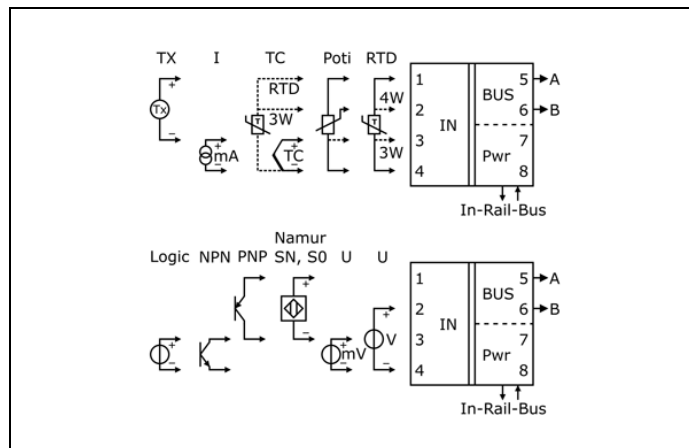 TX I TC Poti RTD
+ RTD 1 5 A
Tx 3W T T 4W 2 BUS 6 B
IN
− + 3W 3 7
mA TC Pwr
− − 4 8
In-Rail-Bus
Namur
Logic NPN PNP SN, S0 U U
+ 1 5 A
+ 2 BUS 6 B
IN
+ − + V 3 7
mV Pwr
− − − 4 8
In-Rail-Bus